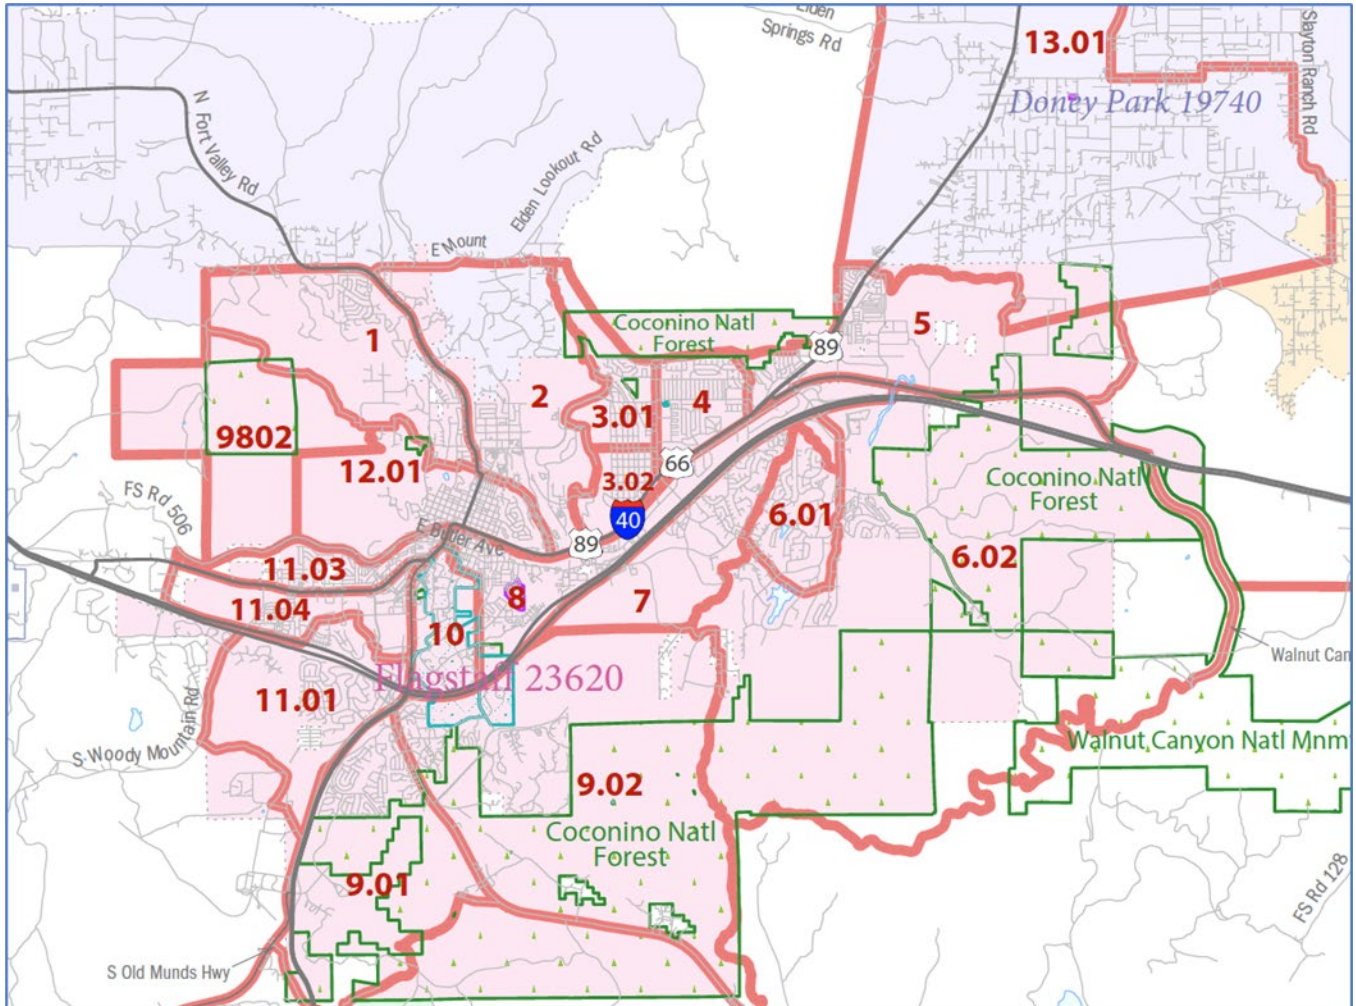 Elden
Springs Rd
13.01
Slayton Ranch Rd
Doney Park 19740
N Fort Valley Rd
Elden Lookout Rd
E Mount
1
Coconino Natl
Forest
89
5
2
3.01
4
9802
12.01
66
3.02
40
6.01
Coconino Natl
Forest
FS Rd 506
E Butler Ave
89
6.02
11.03
11.04
8
7
10
Walnut Can
Flagstaff 23620
11.01
S Woody Mountain Rd
Walnut Canyon Natl Mnm
9.02
Coconino Natl
Forest
9.01
FS Rd 128
S Old Munds Hwy